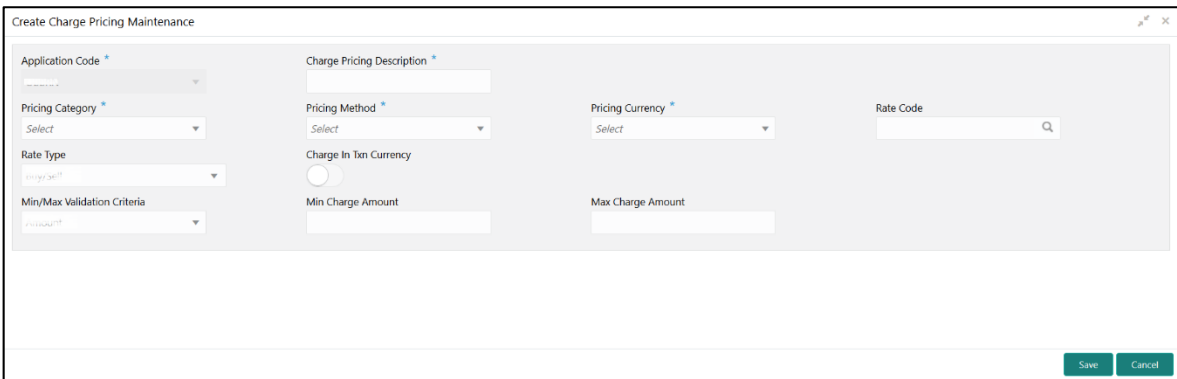 Create Charge Pricing Maintenance
Application Code * Charge Pricing Description *
Pricing Category * Pricing Method * Pricing Currency * Rate Code
Select Select Select
Rate Type Charge In Txn Currency
Min/Max Validation Criteria Min Charge Amount Max Charge Amount
Save Cancel